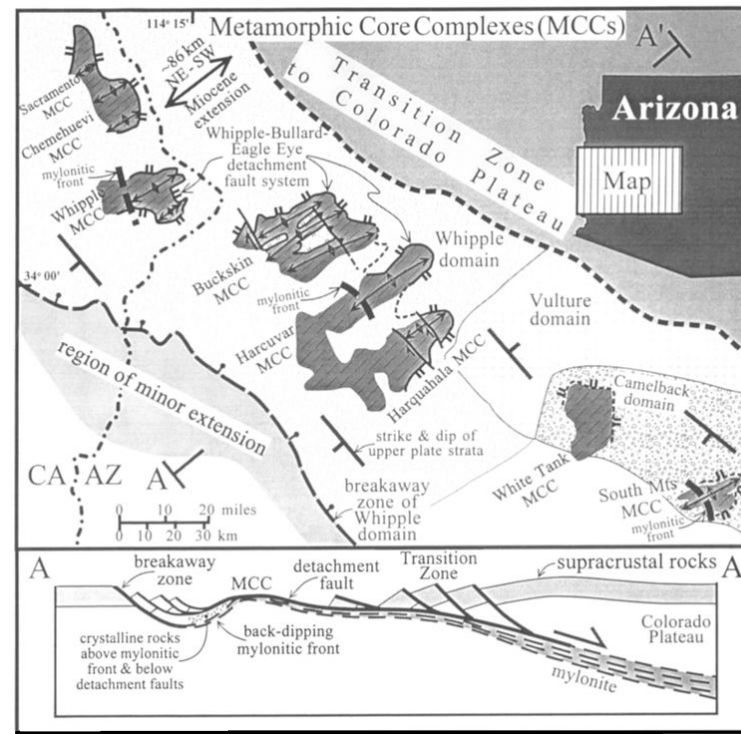 114° 15'
Metamorphic Core Complexes (MCCs)
A'
~86 km
NE - SW
Miocene
extension
Sacramento
MCC
Chemehuevi
MCC
mylonitic
front
Whipple
MCC
Whipple-Bullard-
Eagle Eye
detachment
fault system
Transition Zone
to Colorado Plateau
Arizona
Map
34° 00'
Buckskin
MCC
mylonitic
front
Harcuvar
MCC
Whipple
domain
Harquahala MCC
Vulture
domain
Camelback
domain
region of minor extension
strike & dip of
upper plate strata
White Tank
MCC
South Mts
MCC
mylonitic
front
CA AZ
A
breakaway
zone of
Whipple
domain
0 10 20 miles
0 10 20 30 km
A
breakaway
zone
MCC
detachment
fault
Transition
Zone
supracrustal rocks
A'
crystalline rocks
above mylonitic
front & below
detachment faults
back-dipping
mylonitic front
Colorado
Plateau
mylonite